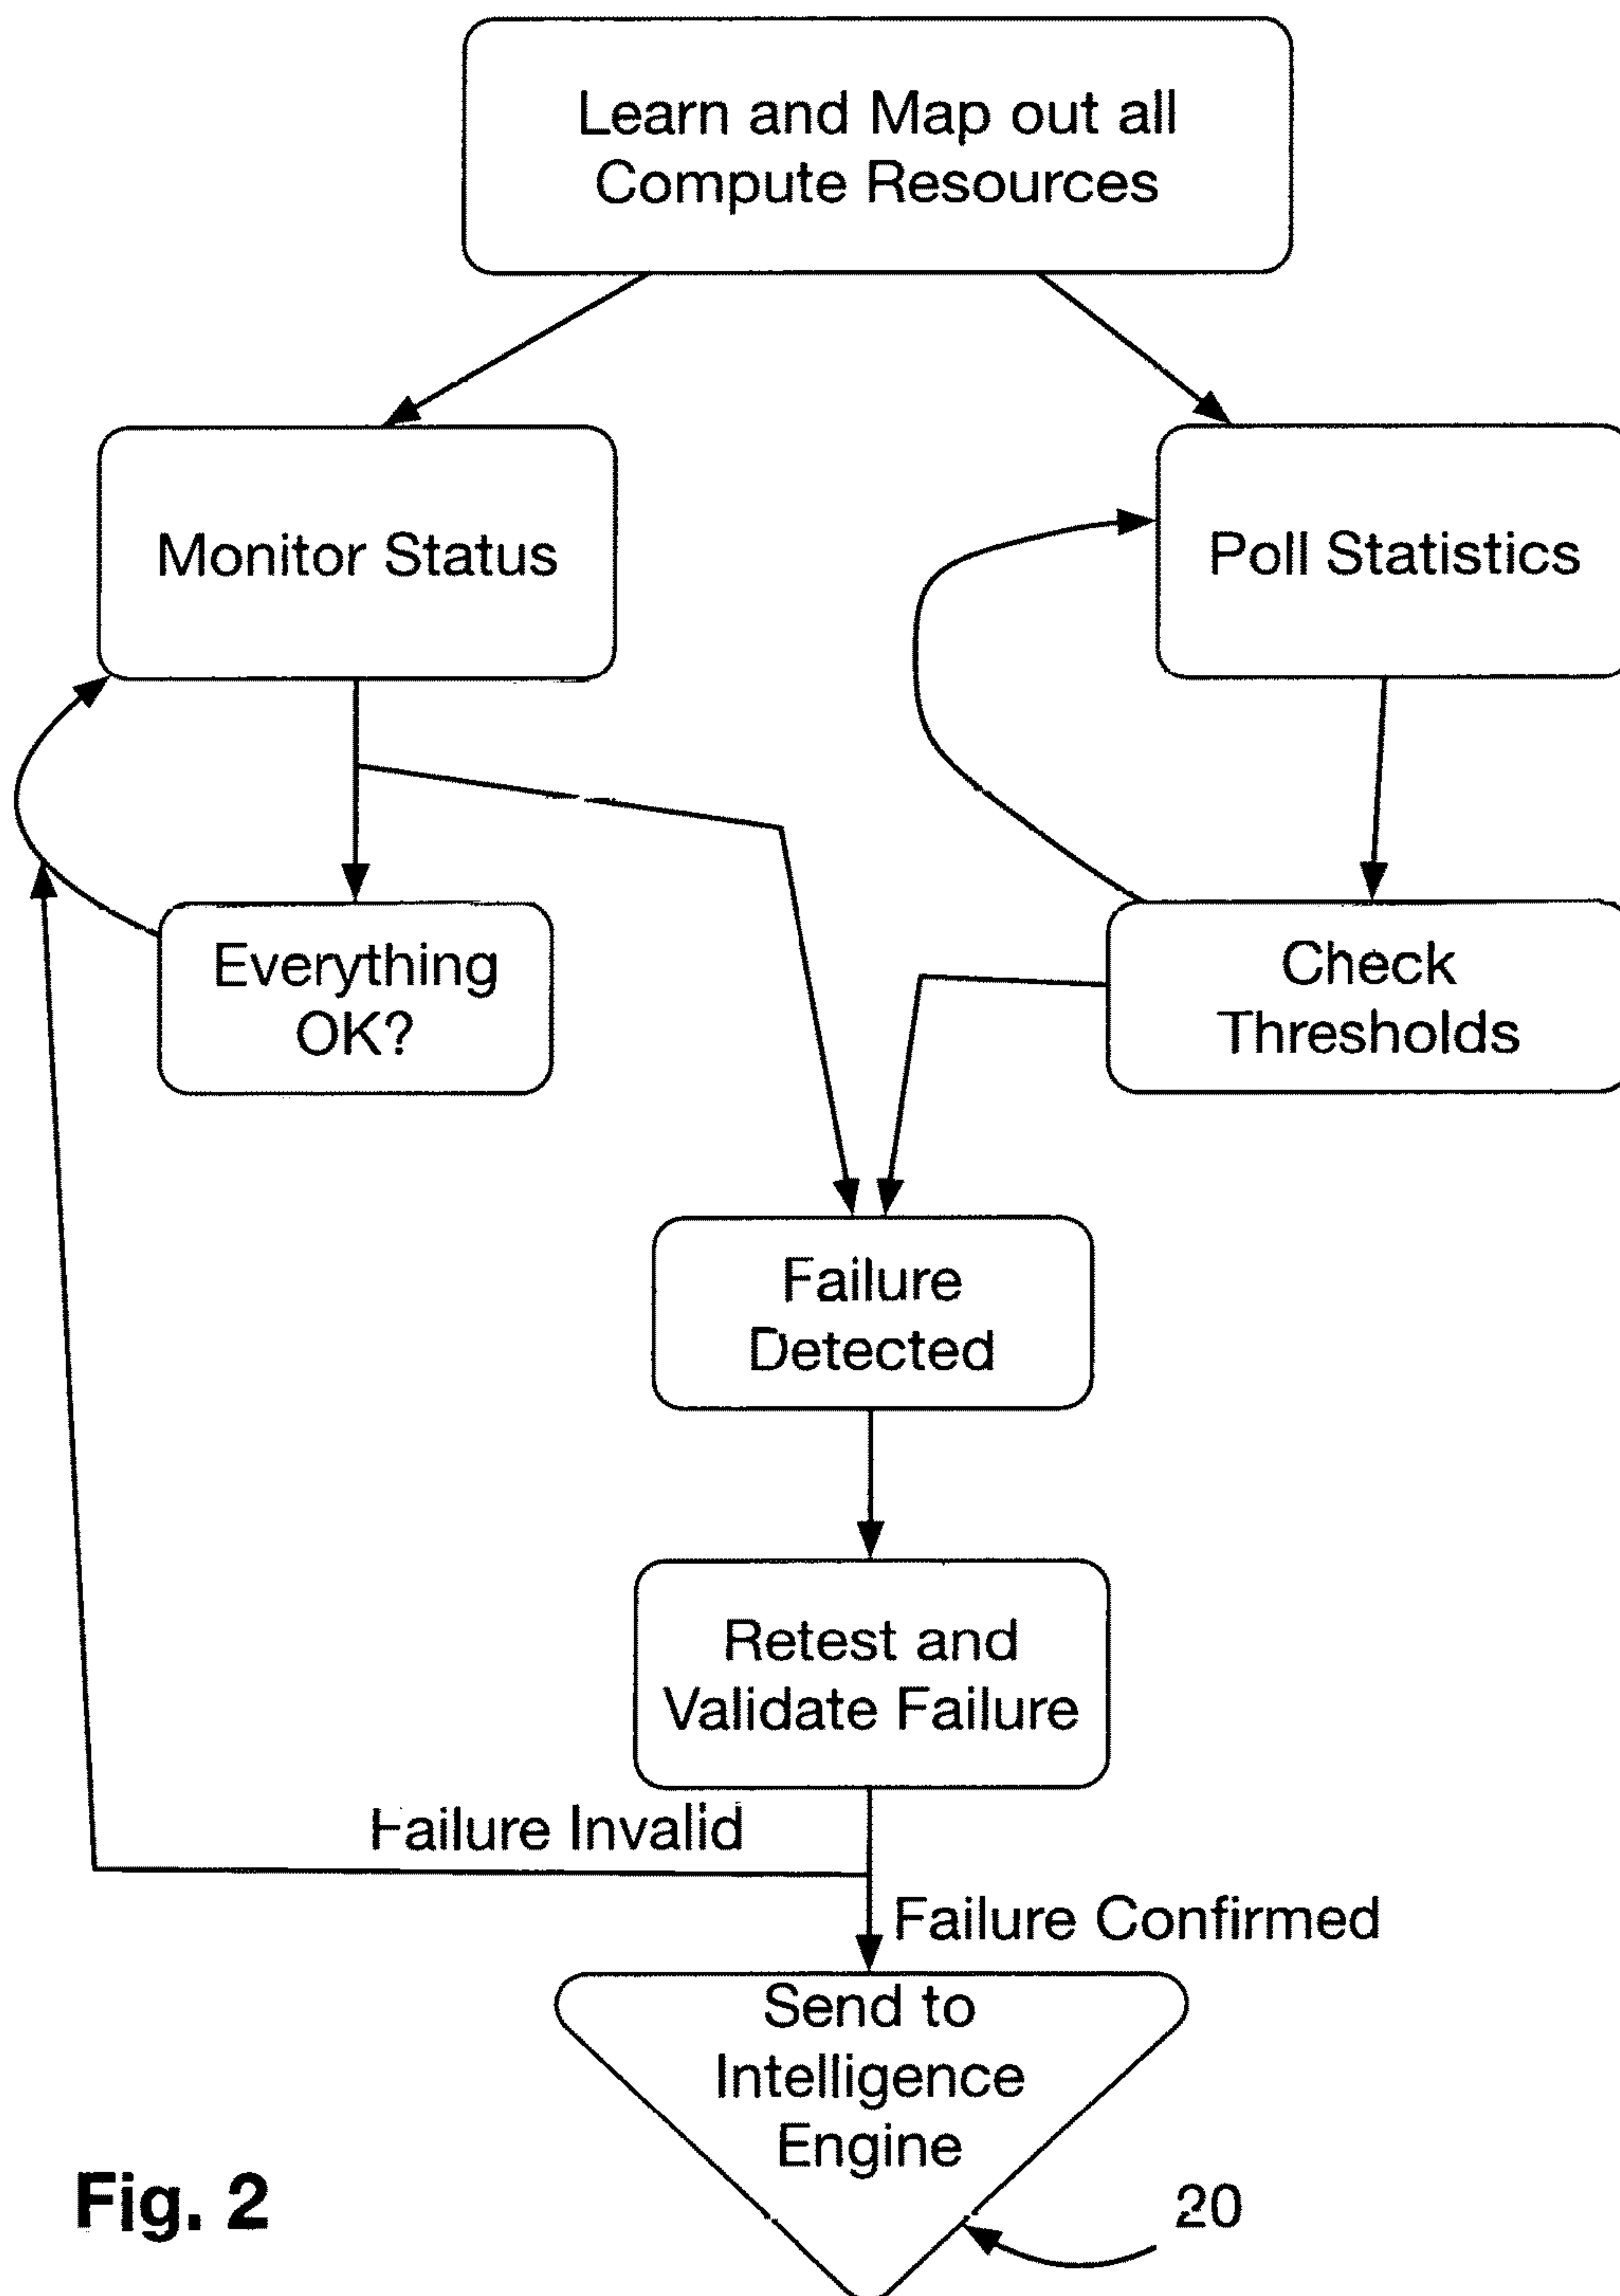 Learn and Map out all
Compute Resources
Monitor Status
Poll Statistics
Everything
OK?
Check
Thresholds
Failure
Detected
Retest and
Validate Failure
Failure Invalid
Failure Confirmed
Send to
Intelligence
Engine
Fig. 2
20